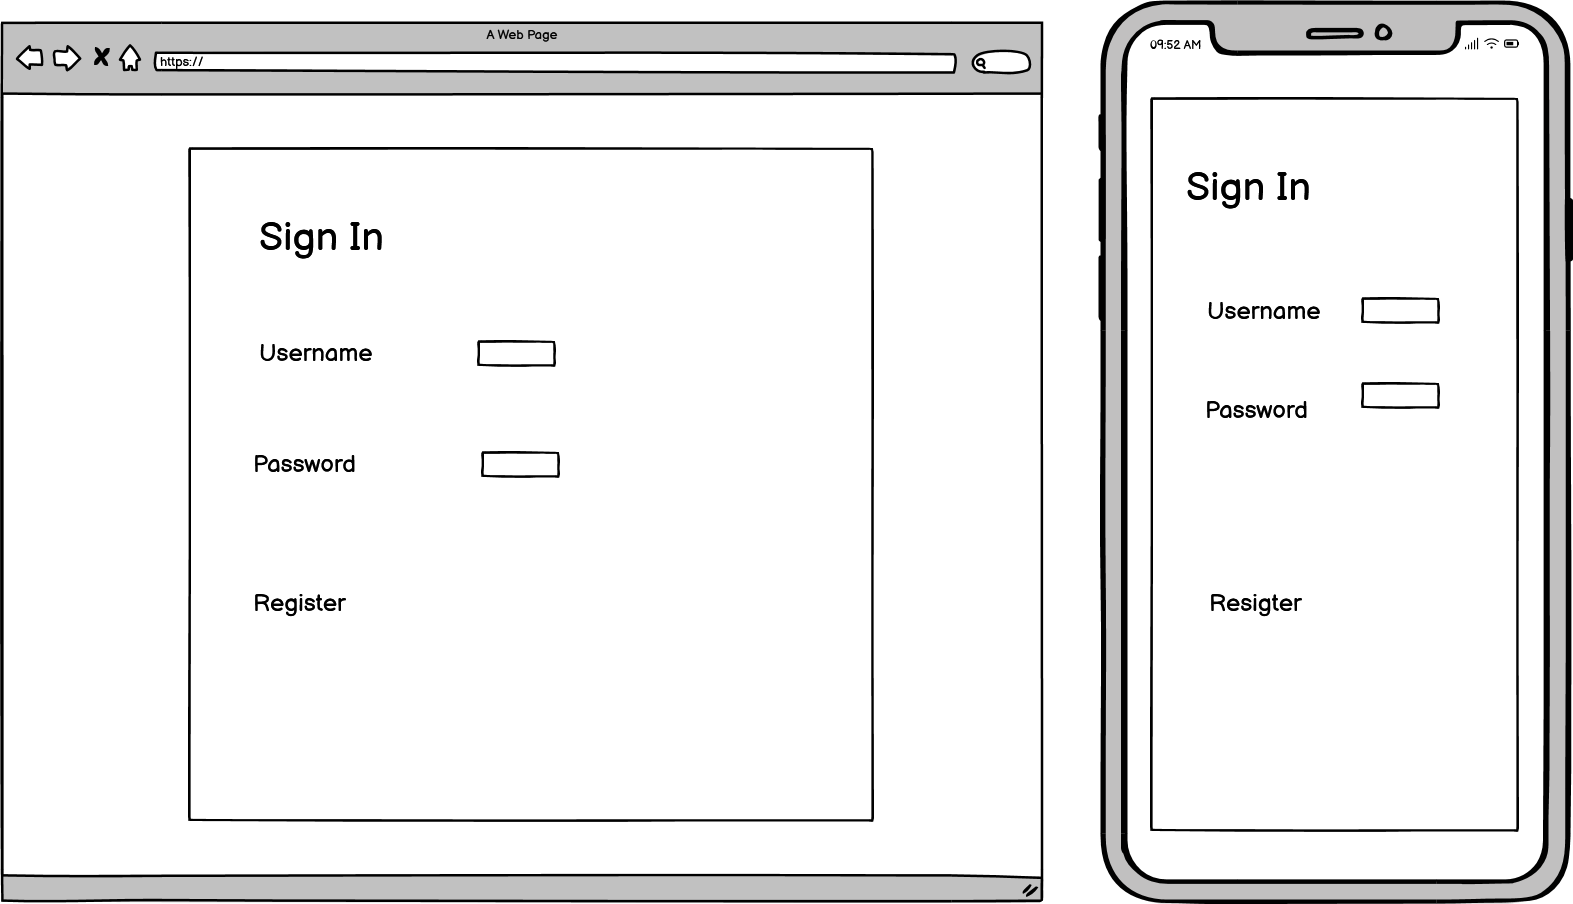 A Web Page
https://
Sign In
Username
Password
Register
09:52 AM
Sign In
Username
Password
Resigter